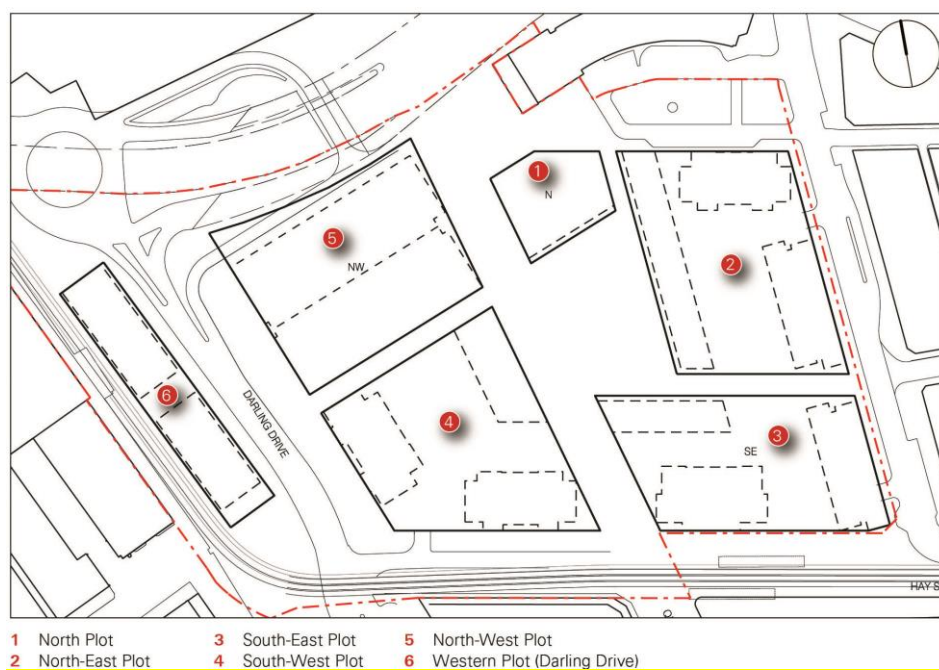 1
N
5
NW
2
6
DARLING DRIVE
4
3
SE
HAY S
1 North Plot 3 South-East Plot 5 North-West Plot
2 North-East Plot 4 South-West Plot 6 Western Plot (Darling Drive)